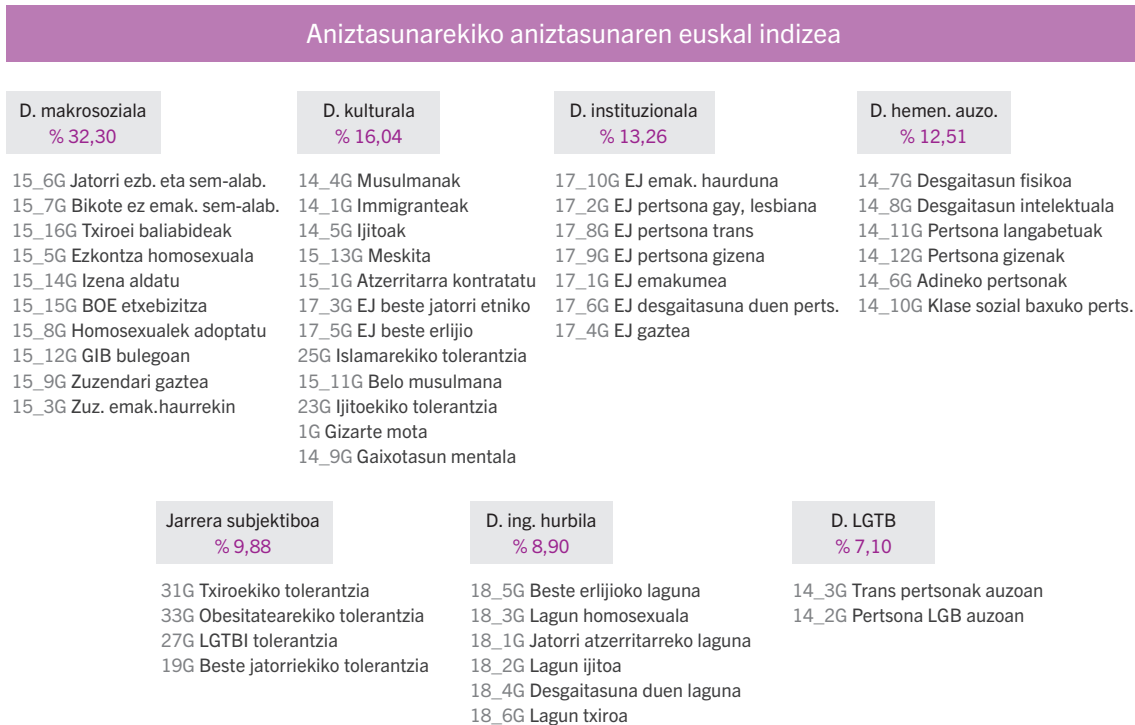 Aniztasunarekiko aniztasunaren euskal indizea
D. makrosoziala
% 32,30
15_6G Jatorri ezb. eta sem-alab.
15_7G Bikote ez emak. sem-alab.
15_16G Txiroei baliabideak
15_5G Ezkontza homosexuala
15_14G Izena aldatu
15_15G BOE etxebizitza
15_8G Homosexualek adoptatu
15_12G GIB bulegoan
15_9G Zuzendari gaztea
15_3G Zuz. emak.haurrekin
D. kulturala
% 16,04
14_4G Musulmanak
14_1G Immigranteak
14_5G Ijitoak
15_13G Meskita
15_1G Atzerritarra kontratatu
17_3G EJ beste jatorri etniko
17_5G EJ beste erlijio
25G Islamarekiko tolerantzia
15_11G Belo musulmana
23G Ijitoekiko tolerantzia
1G Gizarte mota
14_9G Gaixotasun mentala
D. instituzionala
% 13,26
17_10G EJ emak. haurduna
17_2G EJ pertsona gay, lesbiana
17_8G EJ pertsona trans
17_9G EJ pertsona gizena
17_1G EJ emakumea
17_6G EJ desgaitasuna duen perts.
17_4G EJ gaztea
D. hemen. auzo.
% 12,51
14_7G Desgaitasun fisikoa
14_8G Desgaitasun intelektuala
14_11G Pertsona langabetuak
14_12G Pertsona gizenak
14_6G Adineko pertsonak
14_10G Klase sozial baxuko perts.
Jarrera subjektiboa
% 9,88
31G Txiroekiko tolerantzia
33G Obesitatearekiko tolerantzia
27G LGTBI tolerantzia
19G Beste jatorriekiko tolerantzia
D. ing. hurbila
% 8,90
18_5G Beste erlijioko laguna
18_3G Lagun homosexuala
18_1G Jatorri atzerritarreko laguna
18_2G Lagun ijitoa
18_4G Desgaitasuna duen laguna
18_6G Lagun txiroa
D. LGTB
% 7,10
14_3G Trans pertsonak auzoan
14_2G Pertsona LGB auzoan